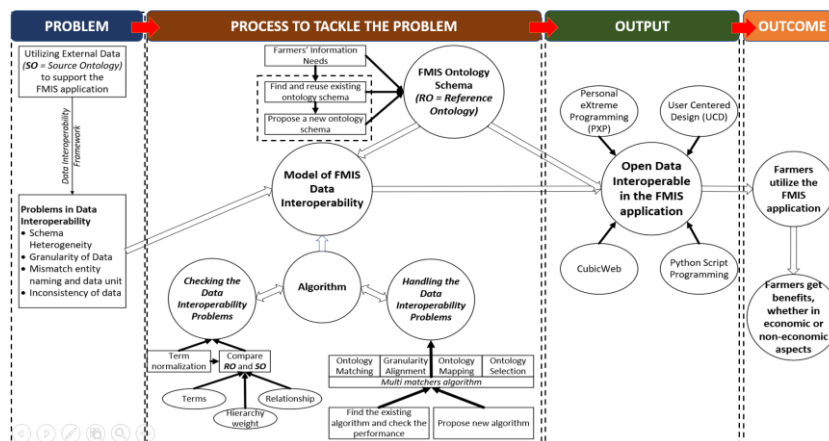 PROBLEM
PROCESS TO TACKLE THE PROBLEM
OUTPUT
OUTCOME
Utilizing External Data
(SO = Source Ontology)
to support the
FMIS application
Data Interoperability
Framework
Problems in Data
Interoperability
• Schema
Heterogeneity
• Granularity of Data
• Mismatch entity
naming and data unit
• Inconsistency of data
Farmers' Information
Needs
Find and reuse existing
ontology schema
Propose a new ontology
schema
FMIS Ontology
Schema
(RO = Reference
Ontology)
Model of FMIS
Data
Interoperability
Algorithm
Checking the
Data
Interoperability
Problems
Handling the
Data
Interoperability
Problems
Term
normalization
Compare
RO and SO
Terms
Hierarchy
weight
Relationship
Ontology
Matching
Granularity
Alignment
Ontology
Mapping
Ontology
Selection
Multi matchers algorithm
Find the existing
algorithm and check the
performance
Propose new algorithm
Personal
eXtreme
Programming
(PXP)
User Centered
Design (UCD)
Open Data
Interoperable
in the FMIS
application
CubicWeb
Python Script
Programming
Farmers
utilize the
FMIS
application
Farmers get
benefits,
whether in
economic or
non-economic
aspects